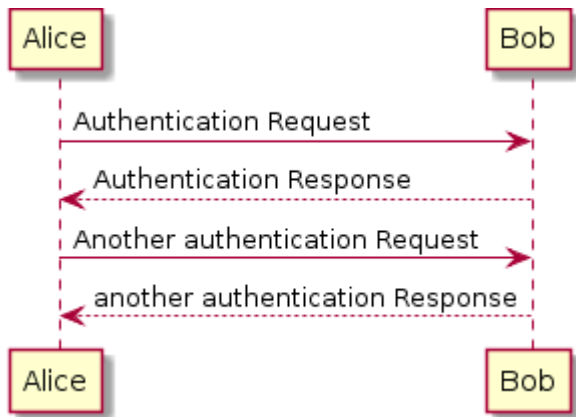 Alice
Bob
Authentication Request
Authentication Response
Another authentication Request
another authentication Response
Alice
Bob